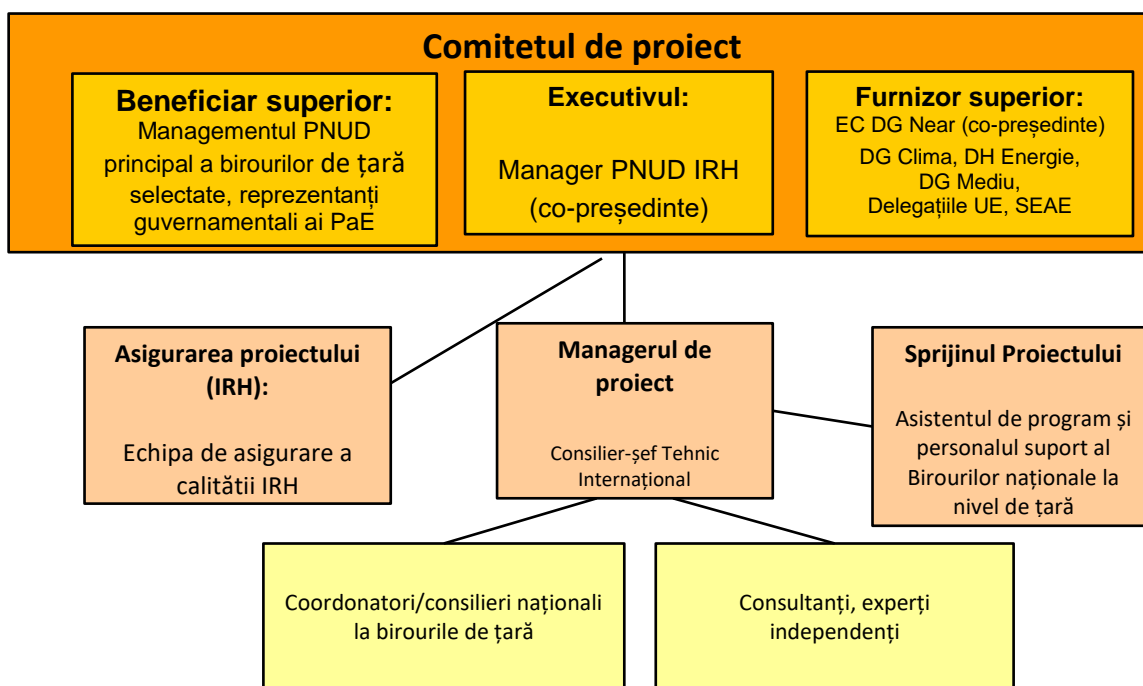 Comitetul de proiect
Beneficiar superior:
Managementul PNUD
principal a birourilor de țară
selectate, reprezentanți
guvernamentali ai PaE
Executivul:
Manager PNUD IRH
(co-președinte)
Furnizor superior:
EC DG Near (co-președinte)
DG Clima, DH Energie,
DG Mediu,
Delegațiile UE, SEAE
Asigurarea proiectului
(IRH):
Echipa de asigurare a
calității IRH
Managerul de
proiect
Consilier-șef Tehnic
Internațional
Sprijinul Proiectului
Asistentul de program și
personalul suport al
Birourilor naționale la
nivel de țară
Coordonatori/consilieri naționali
la birourile de țară
Consultanți, experți
independenți